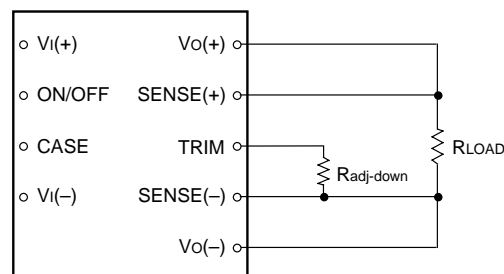 VI(+) VO(+)
ON/OFF SENSE(+)
CASE TRIM RLOAD
Radj-down
VI(–) SENSE(–)
VO(–)